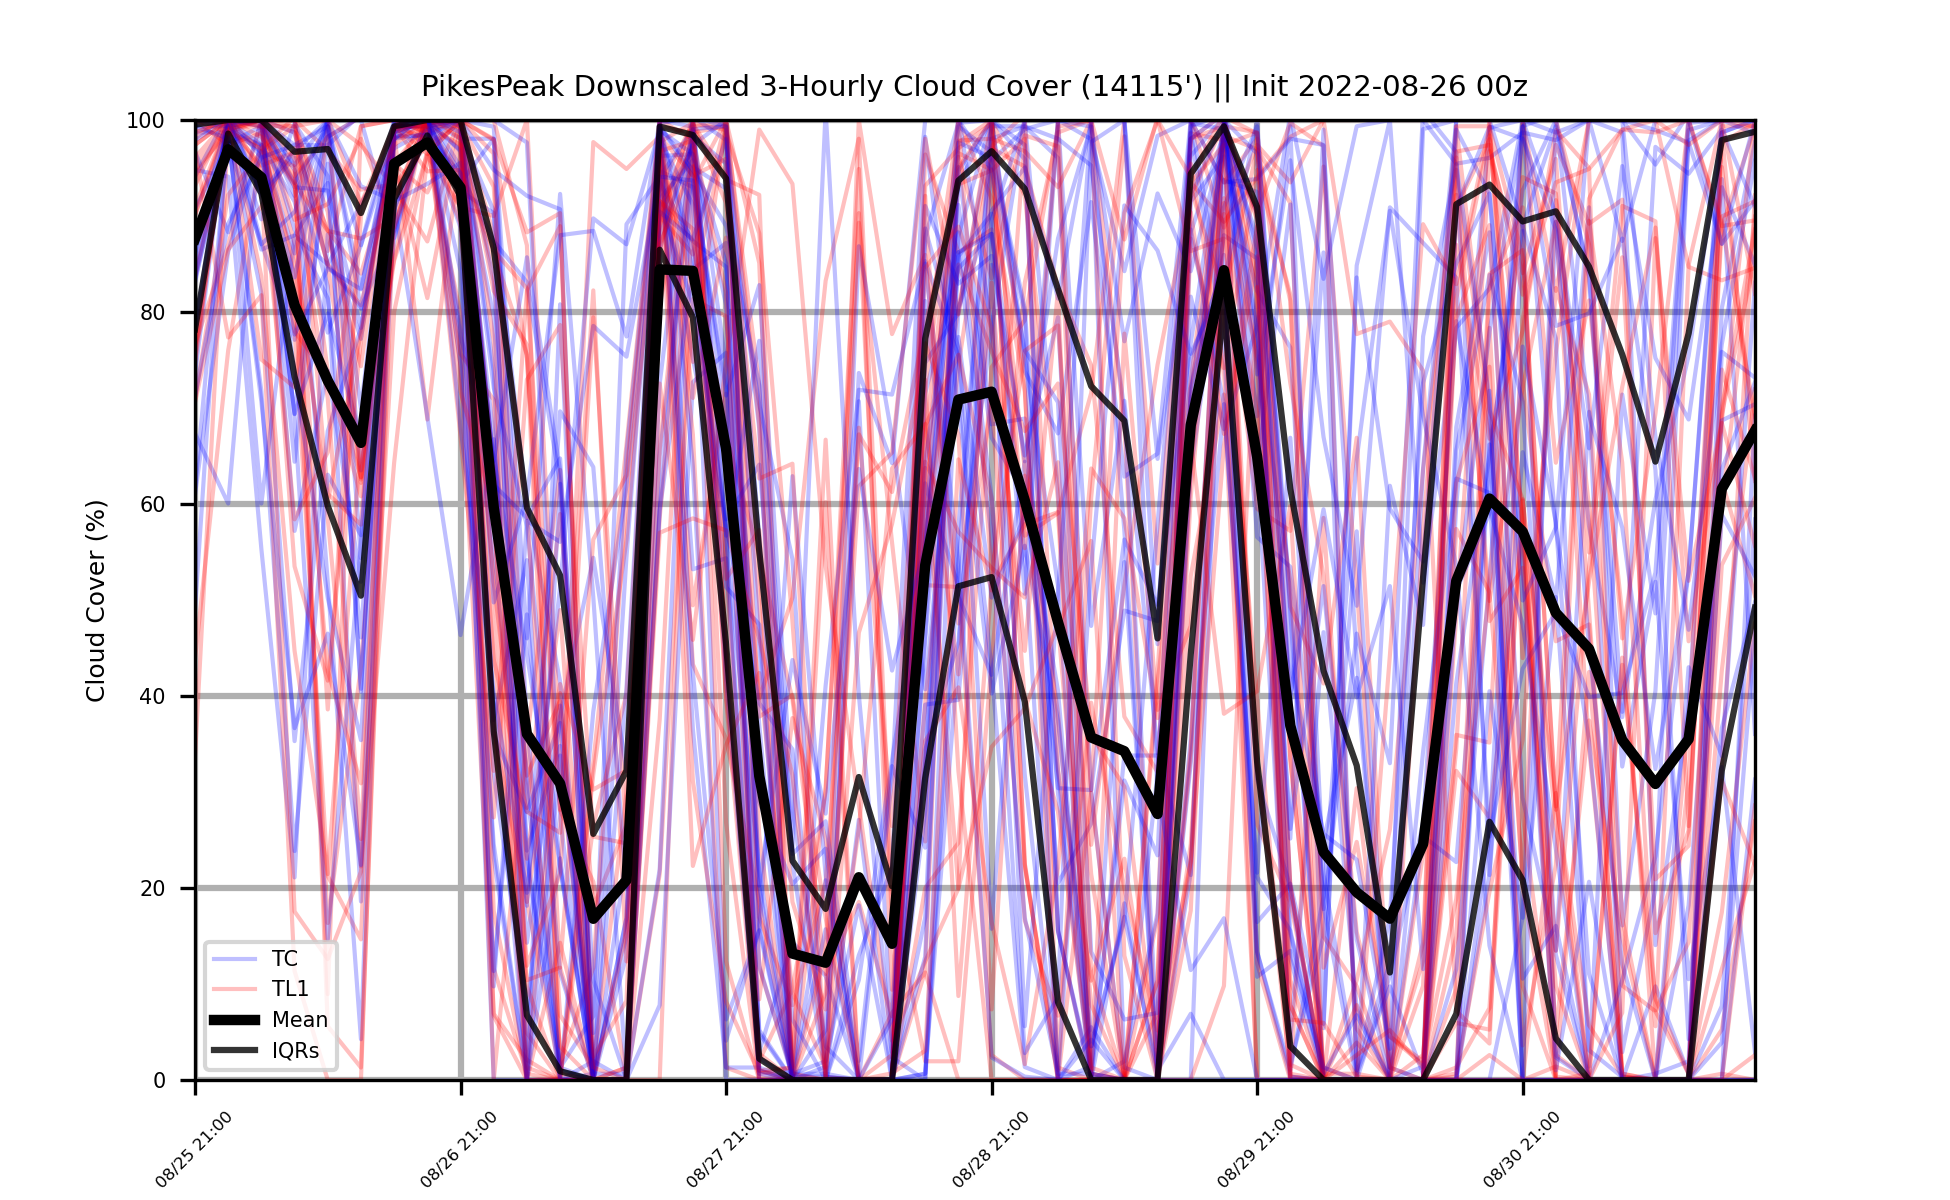 PikesPeak Downscaled 3-Hourly Cloud Cover (14115') || Init 2022-08-26 00z
Cloud Cover (%)
100
80
60
40
20
0
TC
TL1
Mean
IQRs
08/25 21:00
08/26 21:00
08/27 21:00
08/28 21:00
08/29 21:00
08/30 21:00